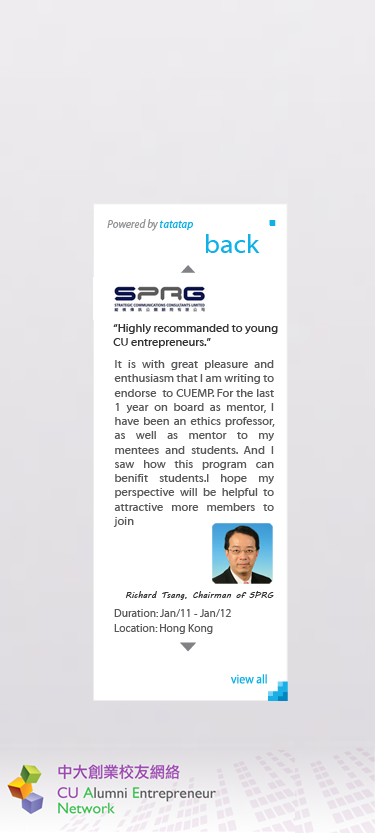 Powered by tatatap
back
SPRG
STRATEGIC COMMUNICATIONS CONSULTANTS LIMITED
“Highly recommanded to young
CU entrepreneurs.”
It is with great pleasure and
enthusiasm that I am writing to
endorse to CUEMP. For the last
1 year on board as mentor, I
have been an ethics professor,
as well as mentor to my
mentees and students. And I
saw how this program can
benifit students.I hope my
perspective will be helpful to
attractive more members to
join
Richard Tsang, Chairman of SPRG
Duration: Jan/11 - Jan/12
Location: Hong Kong
view all
中大創業校友網絡
CU Alumni Entrepreneur
Network